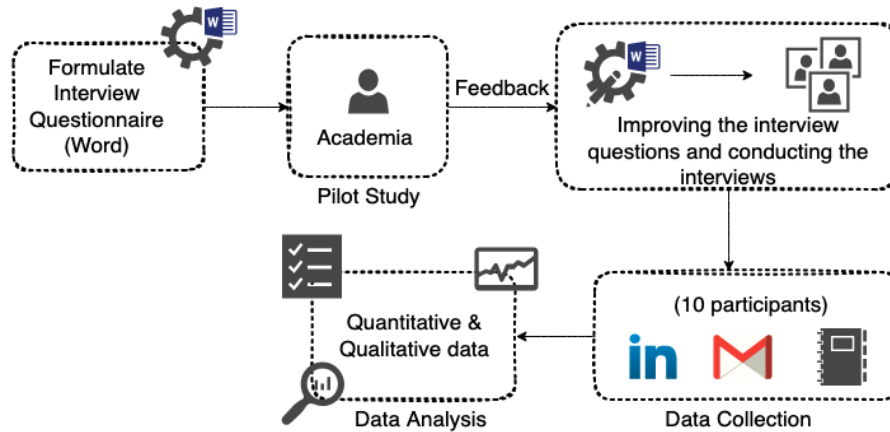 W
Formulate
Interview
Questionnaire
(Word)
Academia
Pilot Study
Feedback
W
Improving the interview
questions and conducting the
interviews
(10 participants)
in
Data Collection
Quantitative &
Qualitative data
Data Analysis